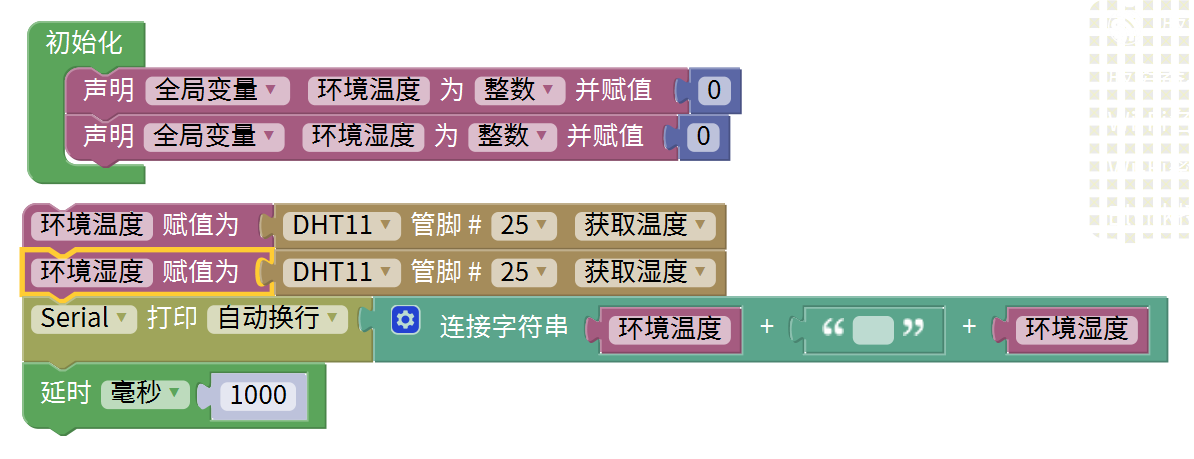 初始化
声明 全局变量 环境温度 为 整数 并赋值 0
声明 全局变量 环境湿度 为 整数 并赋值 0
环境温度 赋值为 DHT11 管脚 # 25 获取温度
环境湿度 赋值为 DHT11 管脚 # 25 获取湿度
Serial 打印 自动换行 连接字符串 环境温度 + “ ” + 环境湿度
延时 毫秒 1000